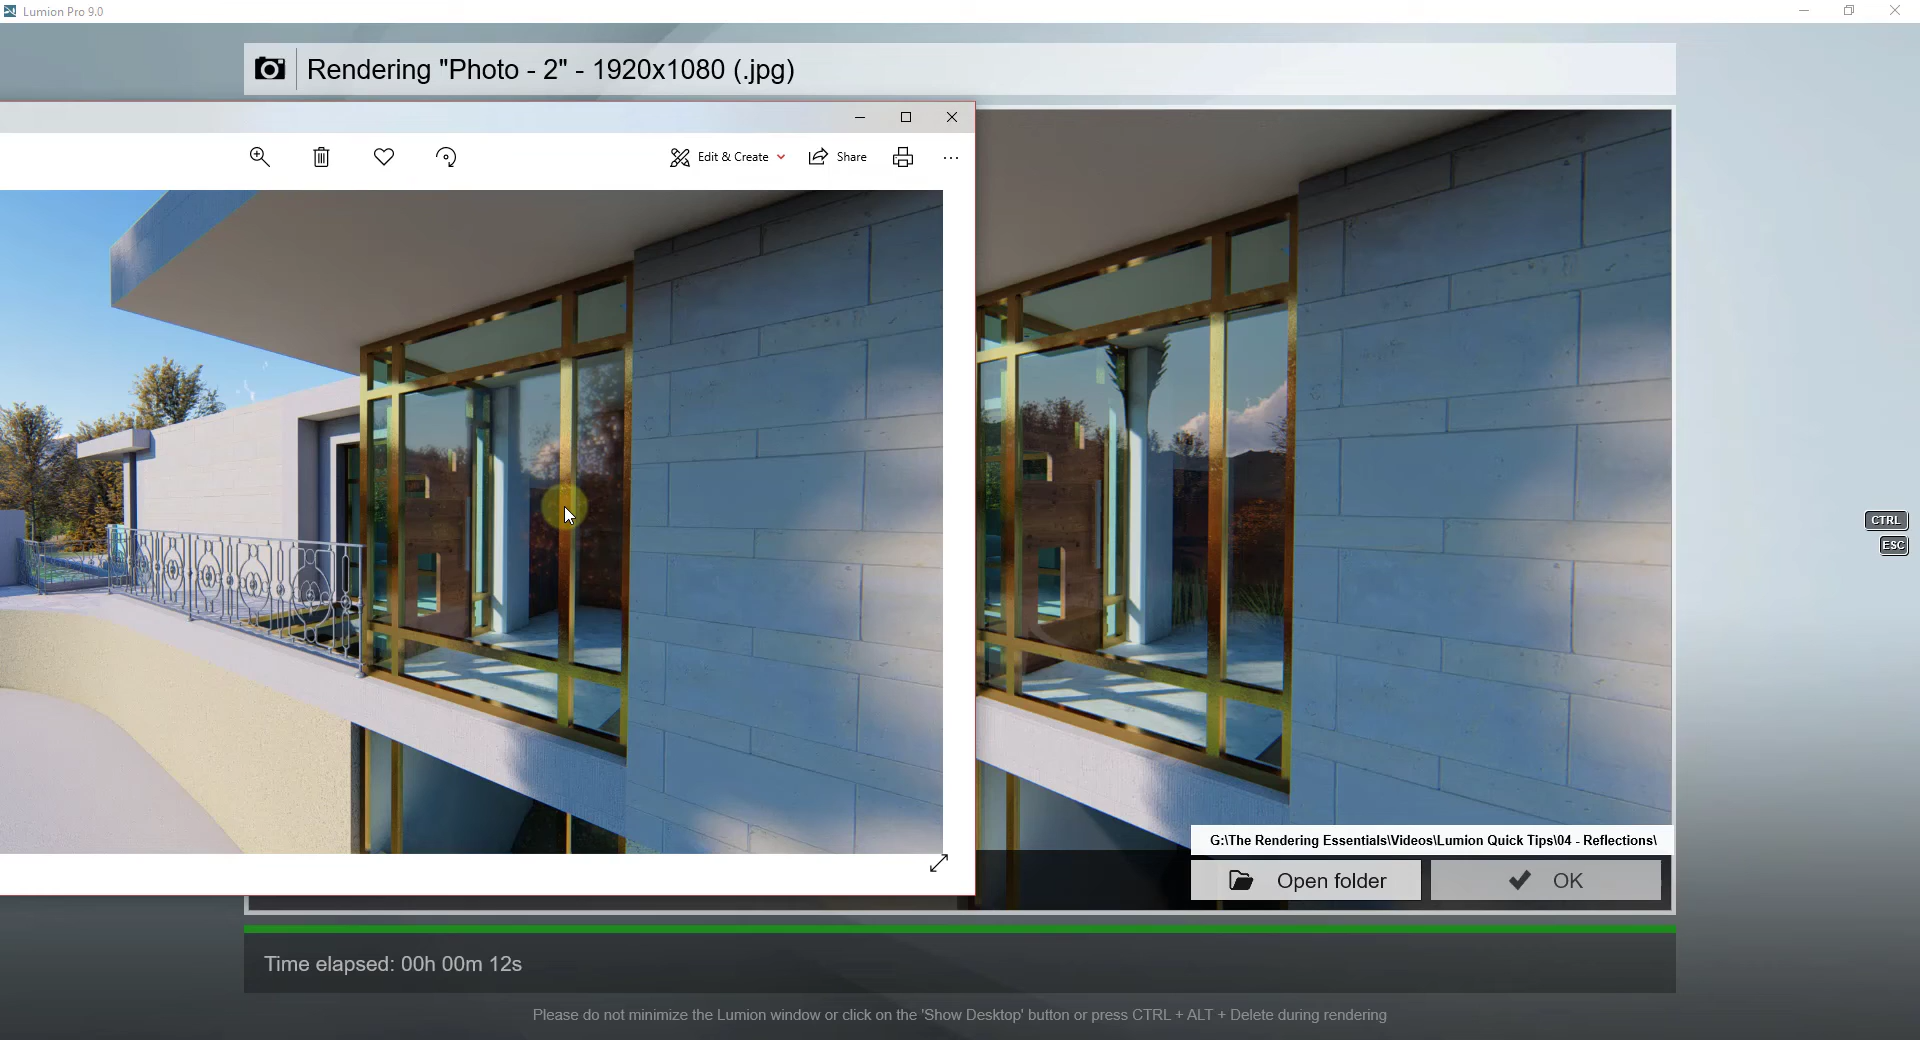 Lumion Pro 9.0
Rendering "Photo - 2" - 1920x1080 (.jpg)
Edit & Create
Share
CTRL
ESC
G:\The Rendering Essentials\Videos\Lumion Quick Tips\04 - Reflections\
Open folder
OK
Time elapsed: 00h 00m 12s
Please do not minimize the Lumion window or click on the 'Show Desktop' button or press CTRL + ALT + Delete during rendering